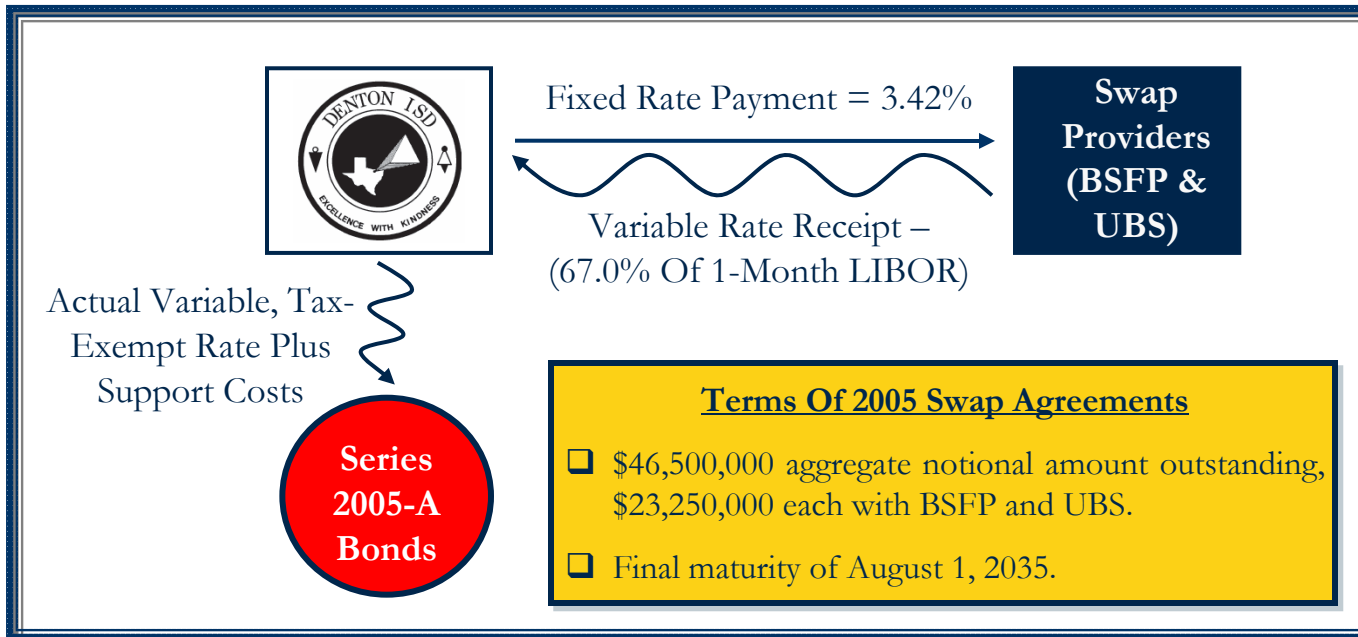 DENTON ISD
EXCELLENCE WITH KINDNESS
Fixed Rate Payment = 3.42%
Variable Rate Receipt –
(67.0% Of 1-Month LIBOR)
Swap
Providers
(BSFP &
UBS)
Actual Variable, Tax-
Exempt Rate Plus
Support Costs
Series
2005-A
Bonds
Terms Of 2005 Swap Agreements
❑ $46,500,000 aggregate notional amount outstanding,
$23,250,000 each with BSFP and UBS.
❑ Final maturity of August 1, 2035.